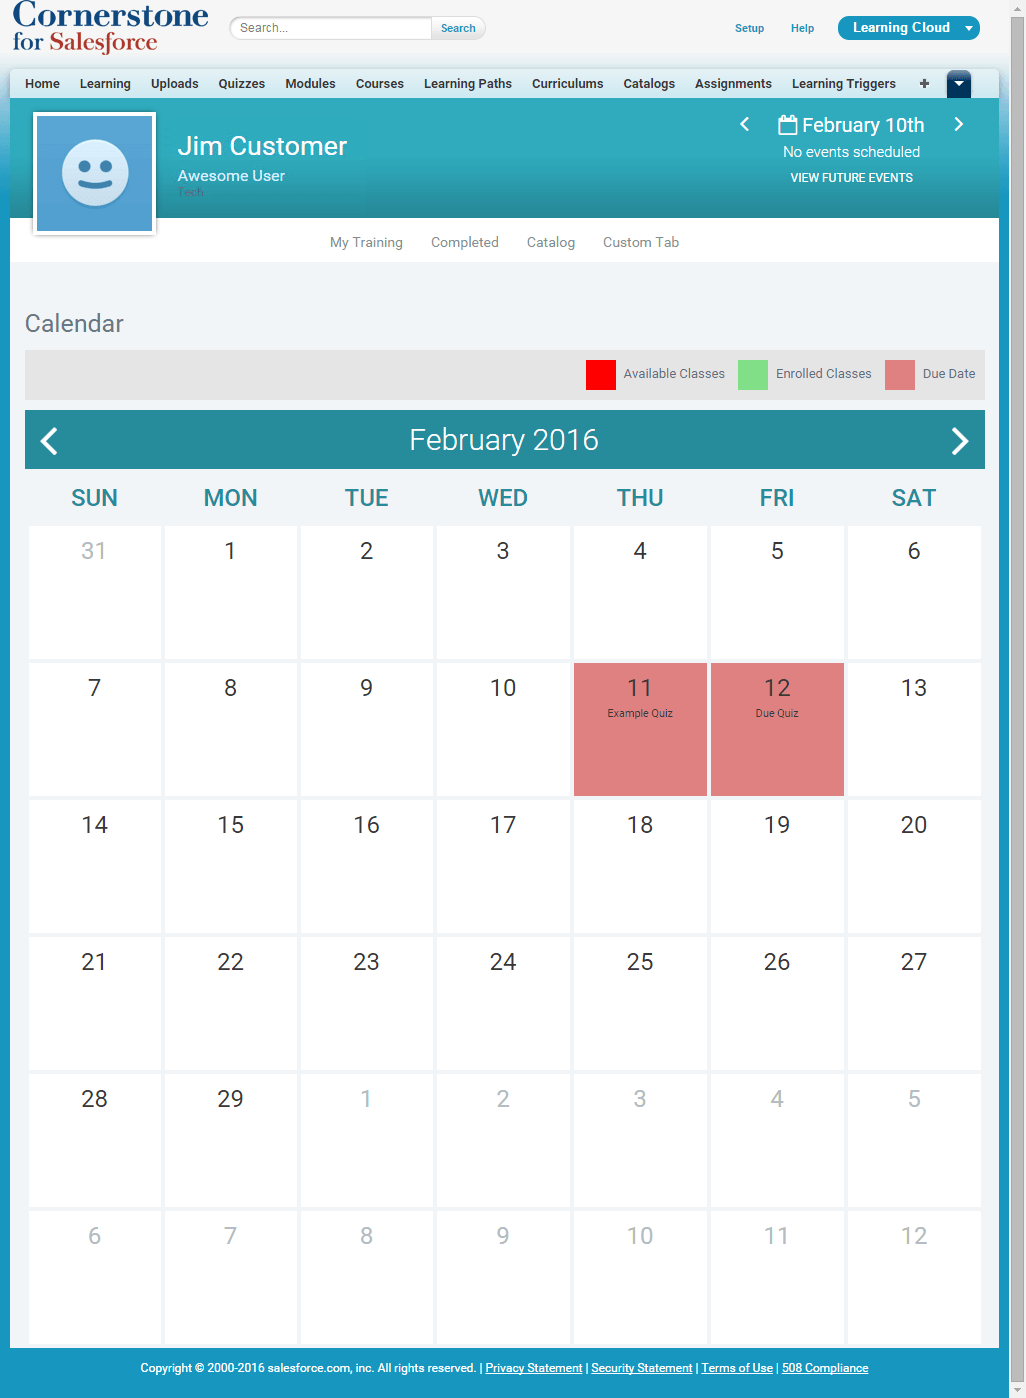 Cornerstone
for Salesforce
Search...
Search
Setup
Help
Learning Cloud
Home Learning Uploads Quizzes Modules Courses Learning Paths Curriculums Catalogs Assignments Learning Triggers +
February 10th
Jim Customer
No events scheduled
Awesome User
VIEW FUTURE EVENTS
Tech
My Training Completed Catalog Custom Tab
Calendar
Available Classes Enrolled Classes Due Date
February 2016
SUN MON TUE WED THU FRI SAT
31 1 2 3 4 5 6
7 8 9 10 11 12 13
Example Quiz Due Quiz
14 15 16 17 18 19 20
21 22 23 24 25 26 27
28 29 1 2 3 4 5
6 7 8 9 10 11 12
Copyright © 2000-2016 salesforce.com, inc. All rights reserved. | Privacy Statement | Security Statement | Terms of Use | 508 Compliance